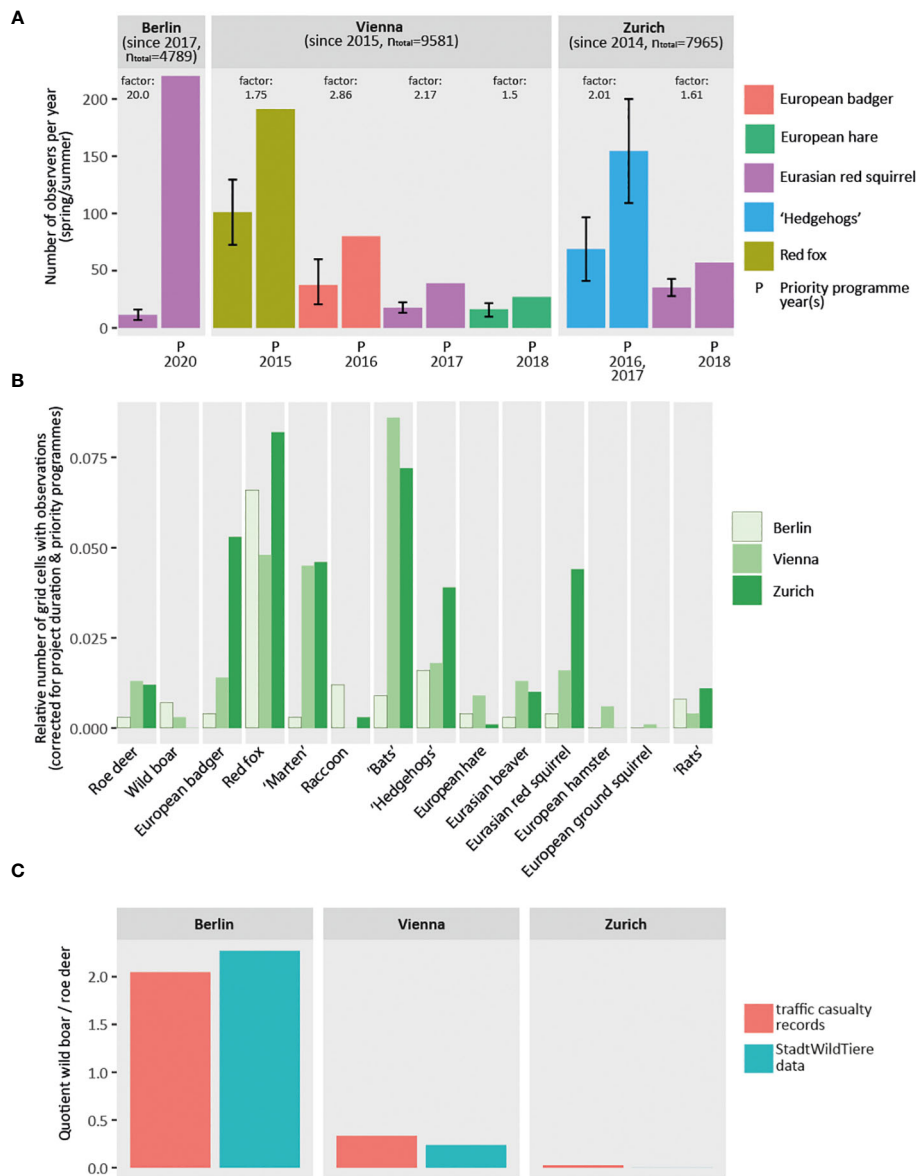 A
Berlin
(since 2017,
ntotal=4789)
Vienna
(since 2015, ntotal=9581)
Zurich
(since 2014, ntotal=7965)
factor:
20.0
factor:
1.75
factor:
2.86
factor:
2.17
factor:
1.5
factor:
2.01
factor:
1.61
Number of observers per year
(spring/summer)
200
150
100
50
0
P
2020
P
2015
P
2016
P
2017
P
2018
P
2016,
2017
P
2018
European badger
European hare
Eurasian red squirrel
‘Hedgehogs’
Red fox
P Priority programme
year(s)
B
Relative number of grid cells with observations
(corrected for project duration & priority programmes)
0.075
0.050
0.025
0.000
Roe deer
Wild boar
European badger
Red fox
‘Marten’
Raccoon
‘Bats’
‘Hedgehogs’
European hare
Eurasian beaver
Eurasian red squirrel
European hamster
European ground squirrel
‘Rats’
Berlin
Vienna
Zurich
C
Berlin
Vienna
Zurich
Quotient wild boar / roe deer
2.0
1.5
1.0
0.5
0.0
traffic casualty
records
StadtWildTiere
data